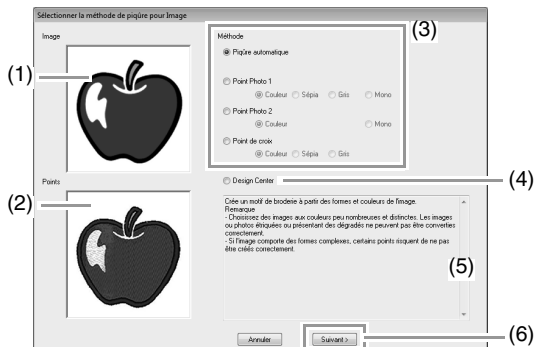 Sélectionner la méthode de piqûre pour Image
Image
Méthode
(3)
Piqûre automatique
(1)
Point Photo 1
Couleur Sépia Gris Mono
Point Photo 2
Couleur Mono
Point de croix
Couleur Sépia Gris
Points
Design Center
(4)
(2)
Crée un motif de broderie à partir des formes et couleurs de l'image.
Remarque
- Choisissez des images aux couleurs peu nombreuses et distinctes. Les images
ou photos étriquées ou présentant des dégradés ne peuvent pas être converties
correctement.
- Si l'image comporte des formes complexes, certains points risquent de ne pas
être créés correctement.
(5)
Annuler
Suivant >
(6)